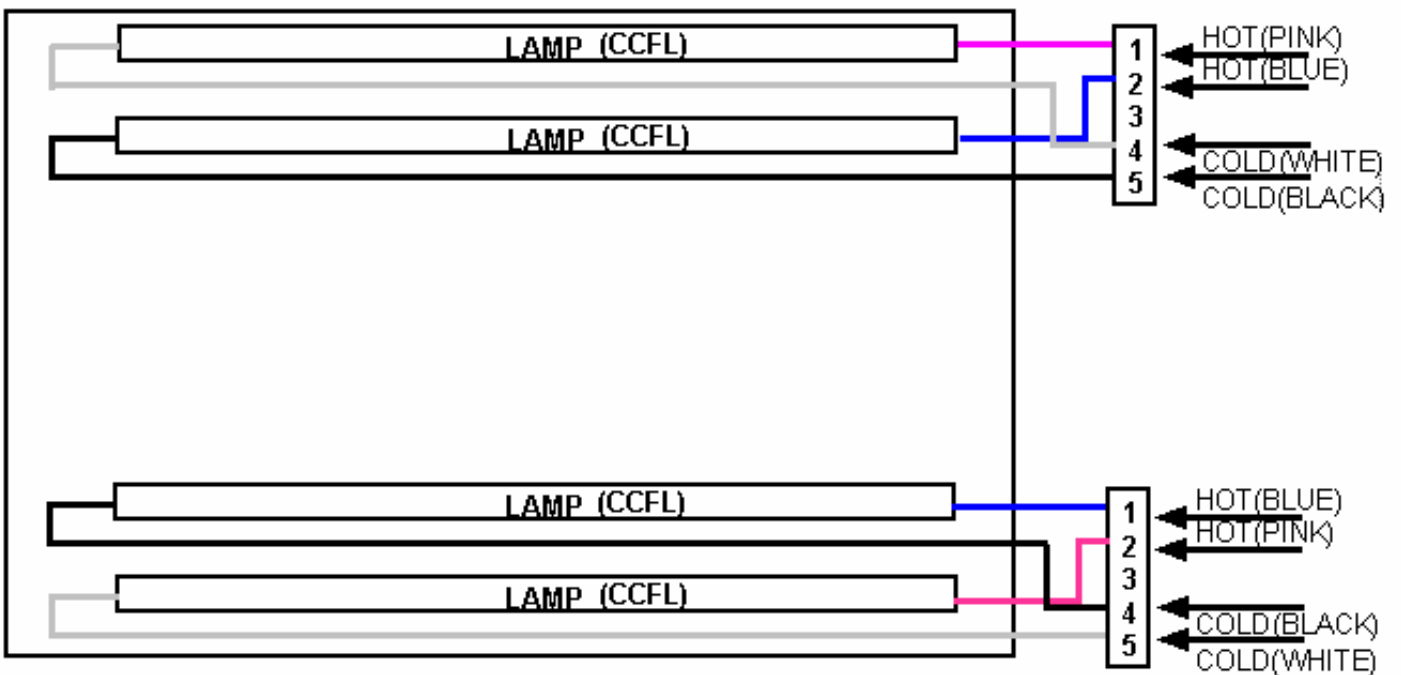 LAMP (CCFL)
1
HOT(PINK)
2
HOT(BLUE)
3
LAMP (CCFL)
4
COLD(WHITE)
5
COLD(BLACK)
LAMP (CCFL)
1
HOT(BLUE)
2
HOT(PINK)
3
LAMP (CCFL)
4
COLD(BLACK)
5
COLD(WHITE)